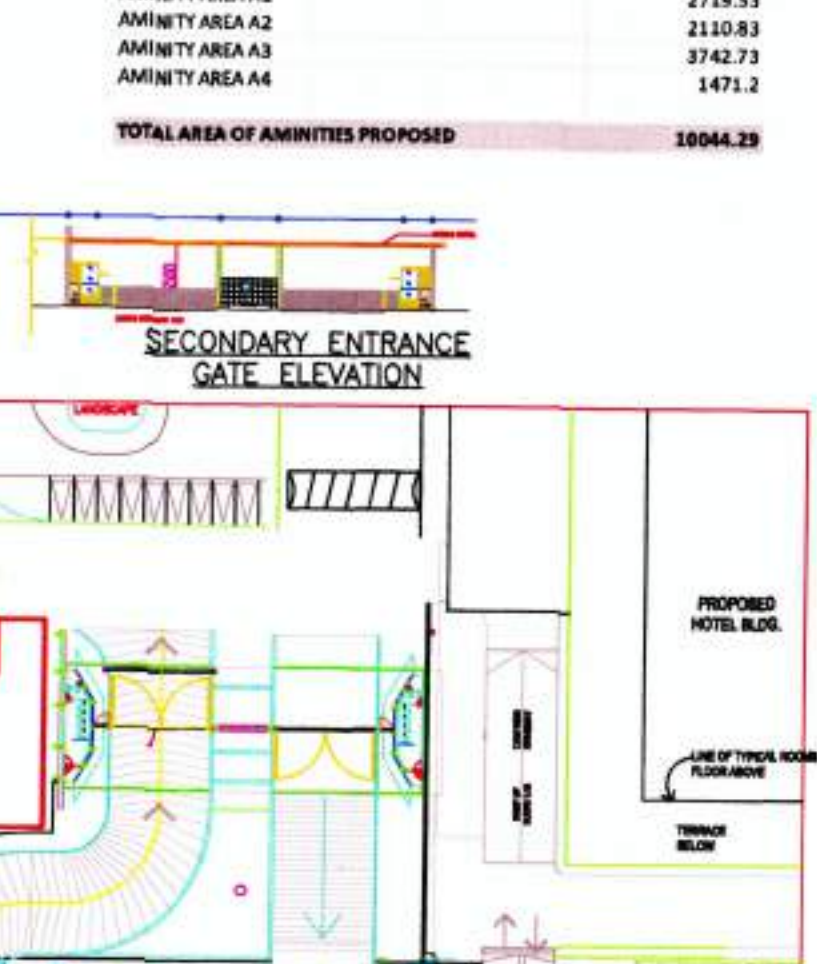 2719.33
AMINITY AREA A2 2110.83
AMINITY AREA A3 3742.73
AMINITY AREA A4 1471.2
TOTAL AREA OF AMINITIES PROPOSED 10044.29
SECONDARY ENTRANCE
GATE ELEVATION
LANDSCAPE
PROPOSED
HOTEL BLDG.
LINE OF TYPICAL ROOMS
FLOOR ABOVE
TERRACE
BELOW